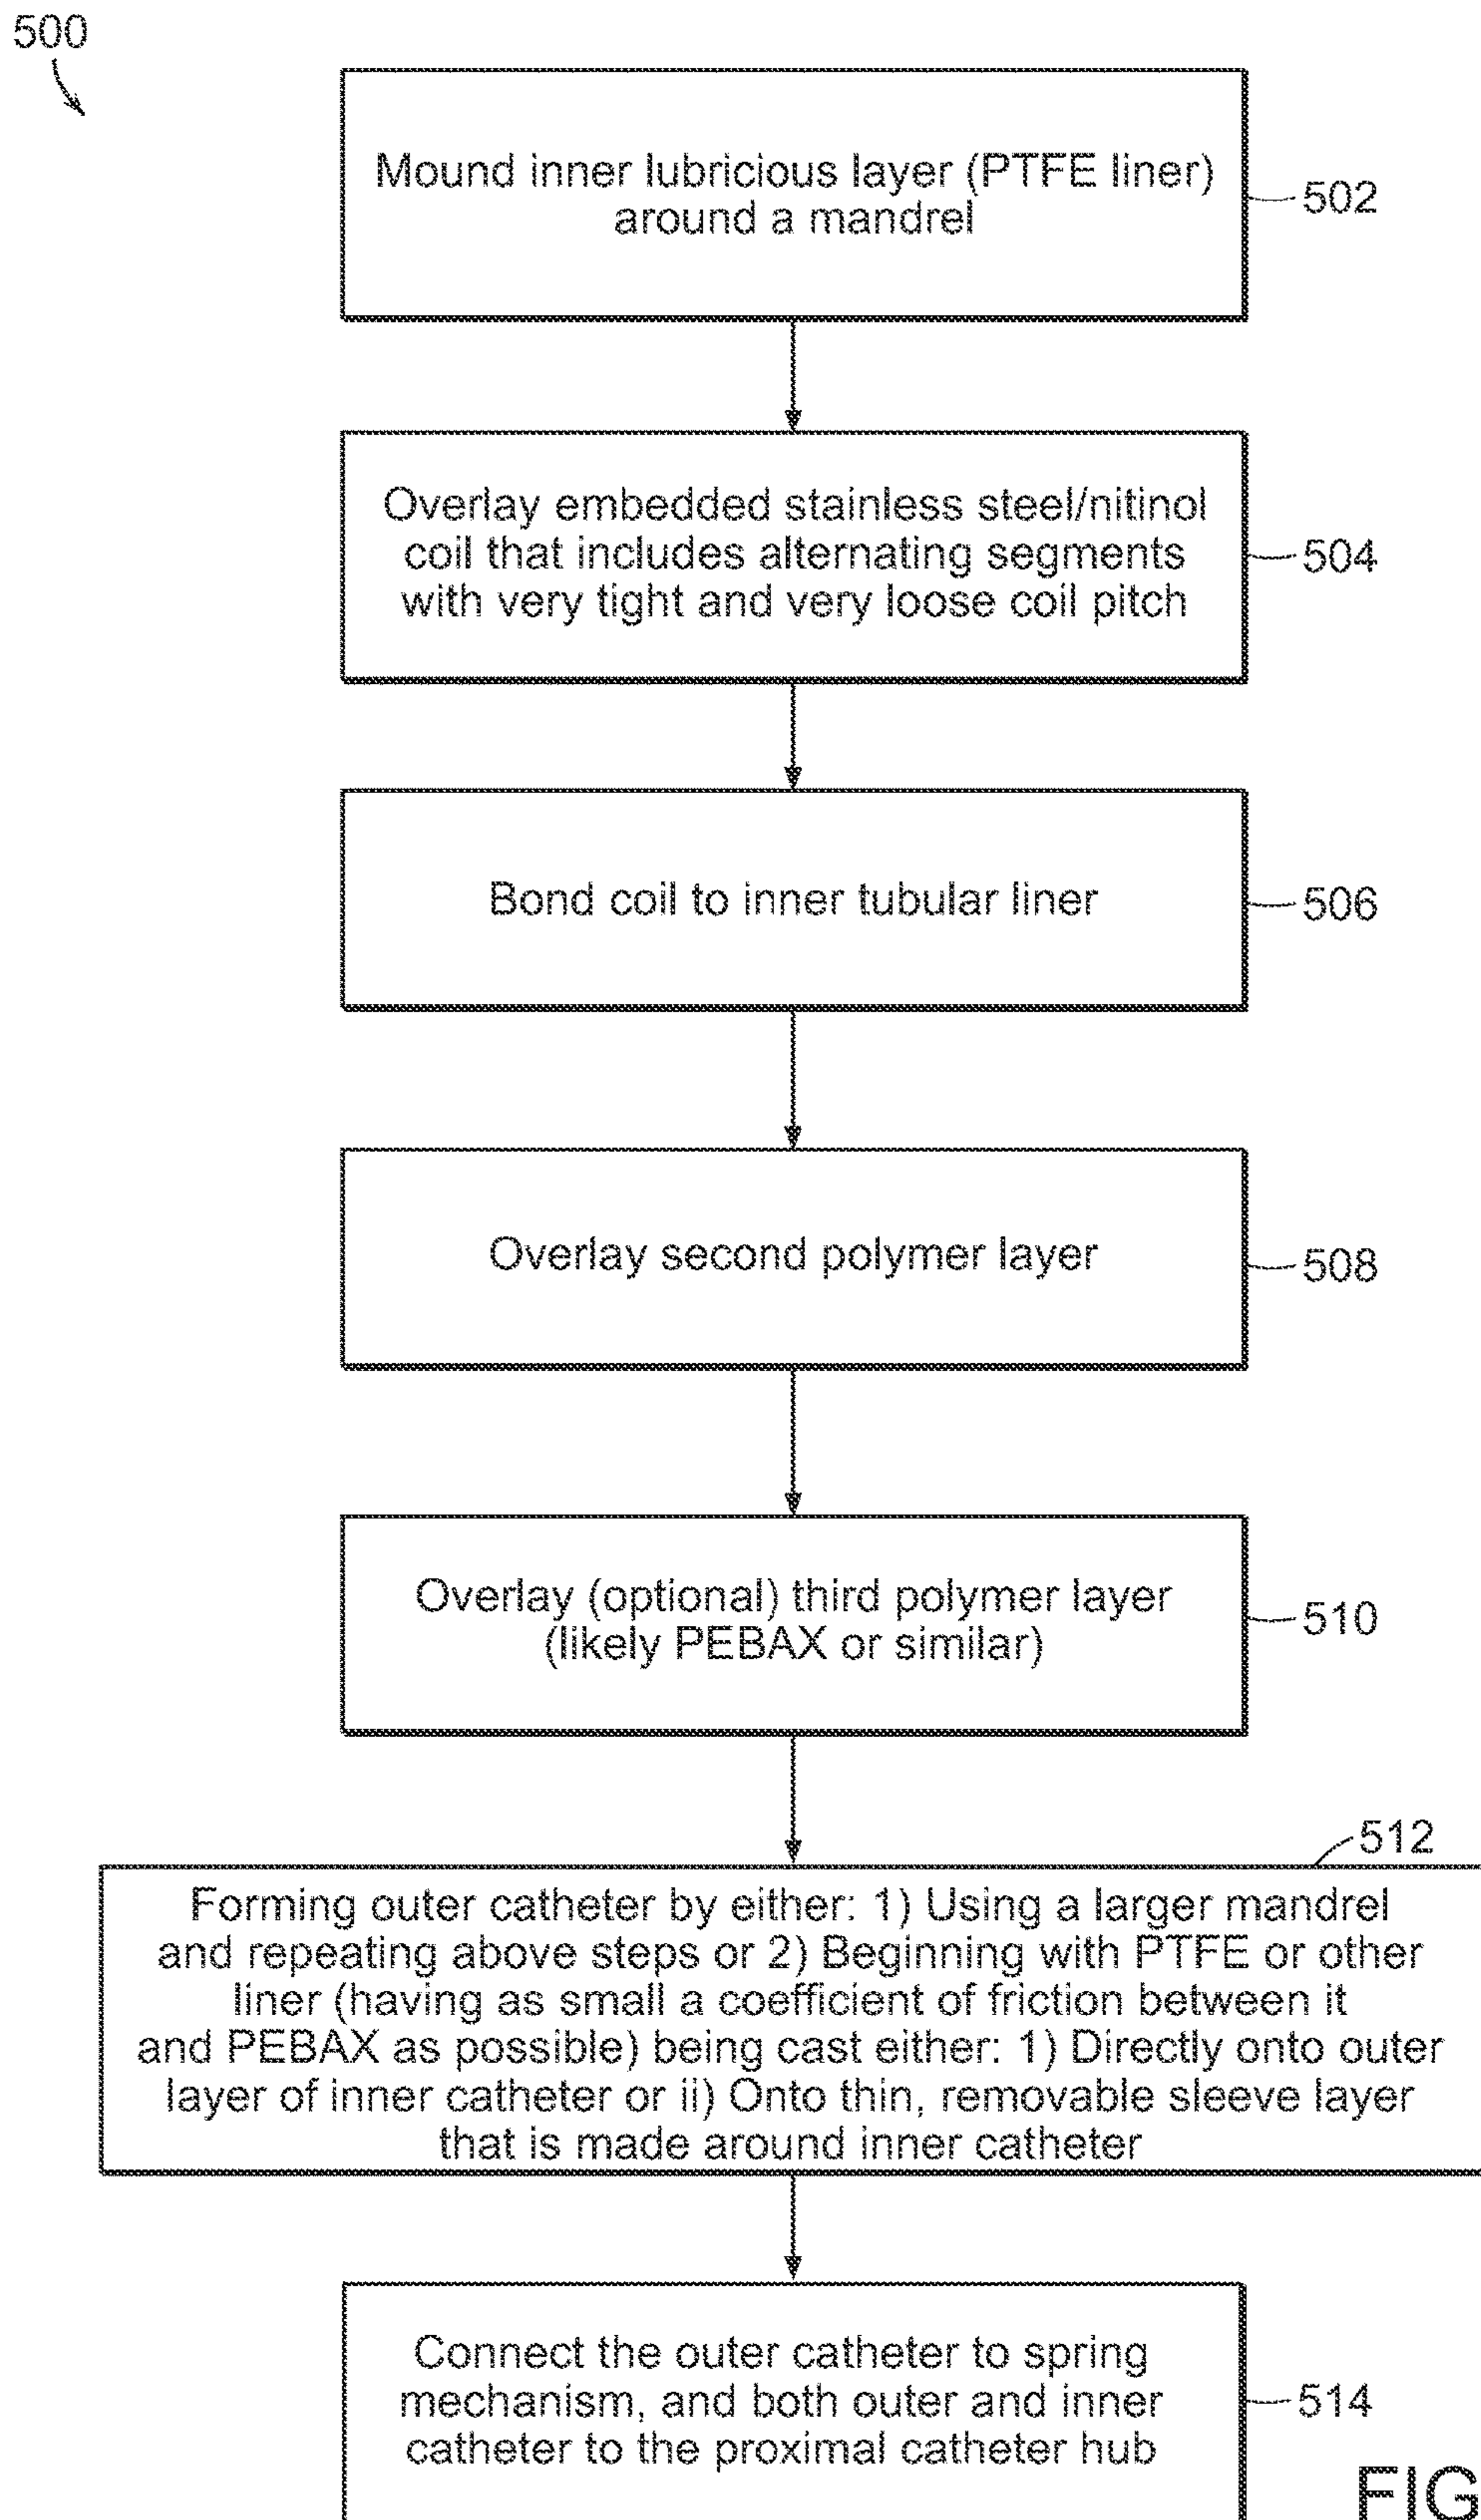 500
Mound inner lubricious layer (PTFE liner)
around a mandrel
502
Overlay embedded stainless steel/nitinol
coil that includes alternating segments
with very tight and very loose coil pitch
504
Bond coil to inner tubular liner
506
Overlay second polymer layer
508
Overlay (optional) third polymer layer
(likely PEBAX or similar)
510
512
Forming outer catheter by either: 1) Using a larger mandrel
and repeating above steps or 2) Beginning with PTFE or other
liner (having as small a coefficient of friction between it
and PEBAX as possible) being cast either: 1) Directly onto outer
layer of inner catheter or ii) Onto thin, removable sleeve layer
that is made around inner catheter
Connect the outer catheter to spring
mechanism, and both outer and inner
catheter to the proximal catheter hub
514
FIG